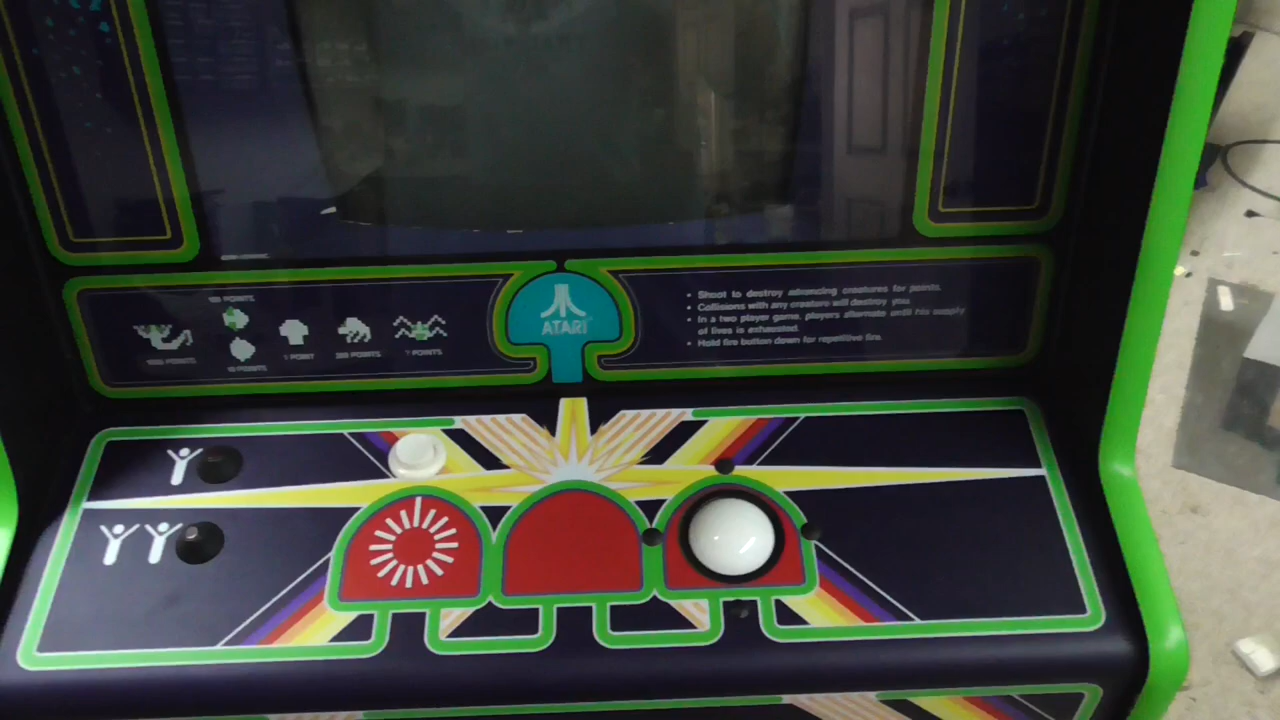 100 POINTS
1000 POINTS
10 POINTS
1 POINT
200 POINTS
? POINTS
ATARI
• Shoot to destroy advancing creatures for points.
• Collisions with any creature will destroy you.
• In a two player game, players alternate until his supply
of lives is exhausted.
• Hold fire button down for repetitive fire.